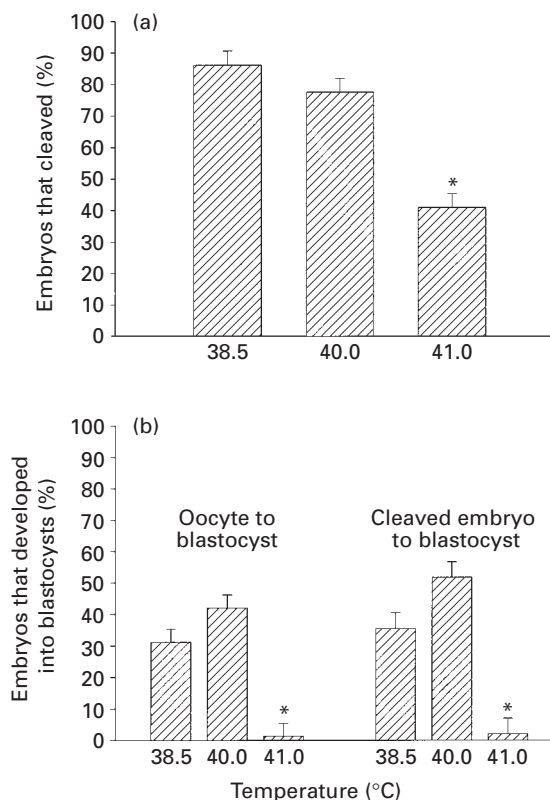 (a)
Embryos that cleaved (%)
100
90
80
70
60
50
40
30
20
10
0
*
38.5 40.0 41.0
(b)
Embryos that developed
into blastocysts (%)
100
90
80
70
60
50
40
30
20
10
0
Oocyte to
blastocyst
Cleaved embryo
to blastocyst
* *
38.5 40.0 41.0 38.5 40.0 41.0
Temperature (°C)